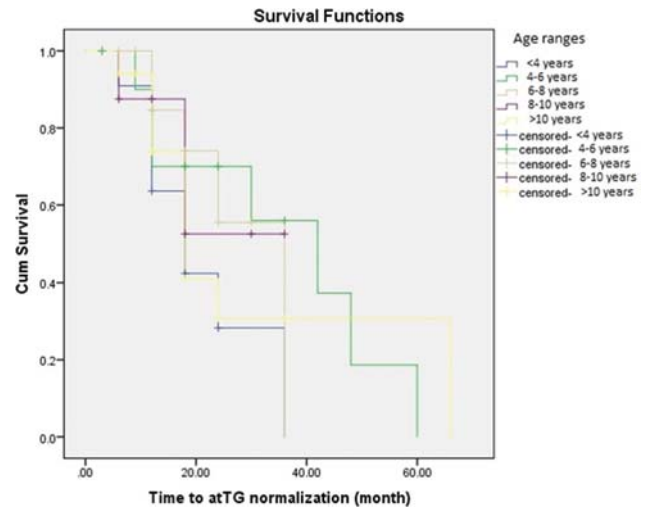 Survival Functions
Age ranges
<4 years
4-6 years
6-8 years
8-10 years
>10 years
censored- <4 years
censored- 4-6 years
censored- 6-8 years
censored- 8-10 years
censored- >10 years
Cum Survival
1.0
0.8
0.6
0.4
0.2
0.0
.00
20.00
40.00
60.00
Time to atTG normalization (month)